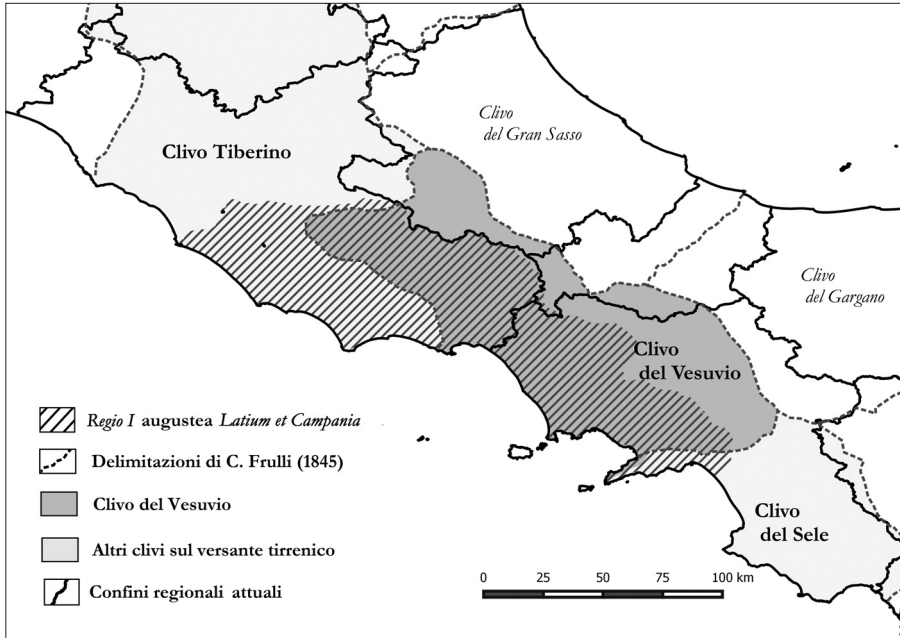 Clivo
del Gran Sasso
Clivo Tiberino
Clivo
del Gargano
Clivo
del Vesuvio
Clivo
del Sele
Regio I augustea Latium et Campania
Delimitazioni di C. Frulli (1845)
Clivo del Vesuvio
Altri clivi sul versante tirrenico
Confini regionali attuali
0 25 50 75 100 km